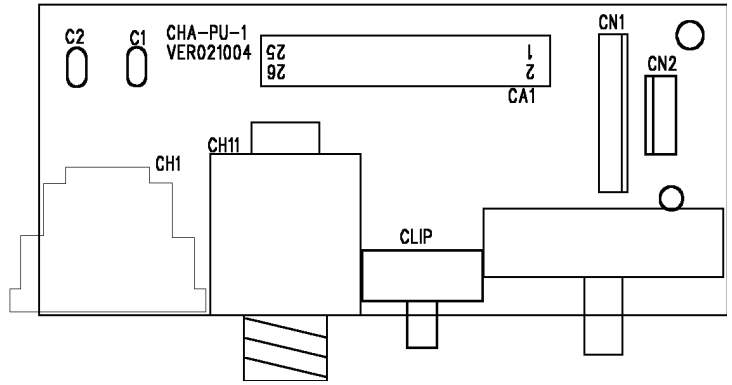 C2
C1
CHA-PU-1
VER021004
25
26
1
2
CA1
CN1
CN2
CH1
CH11
CLIP